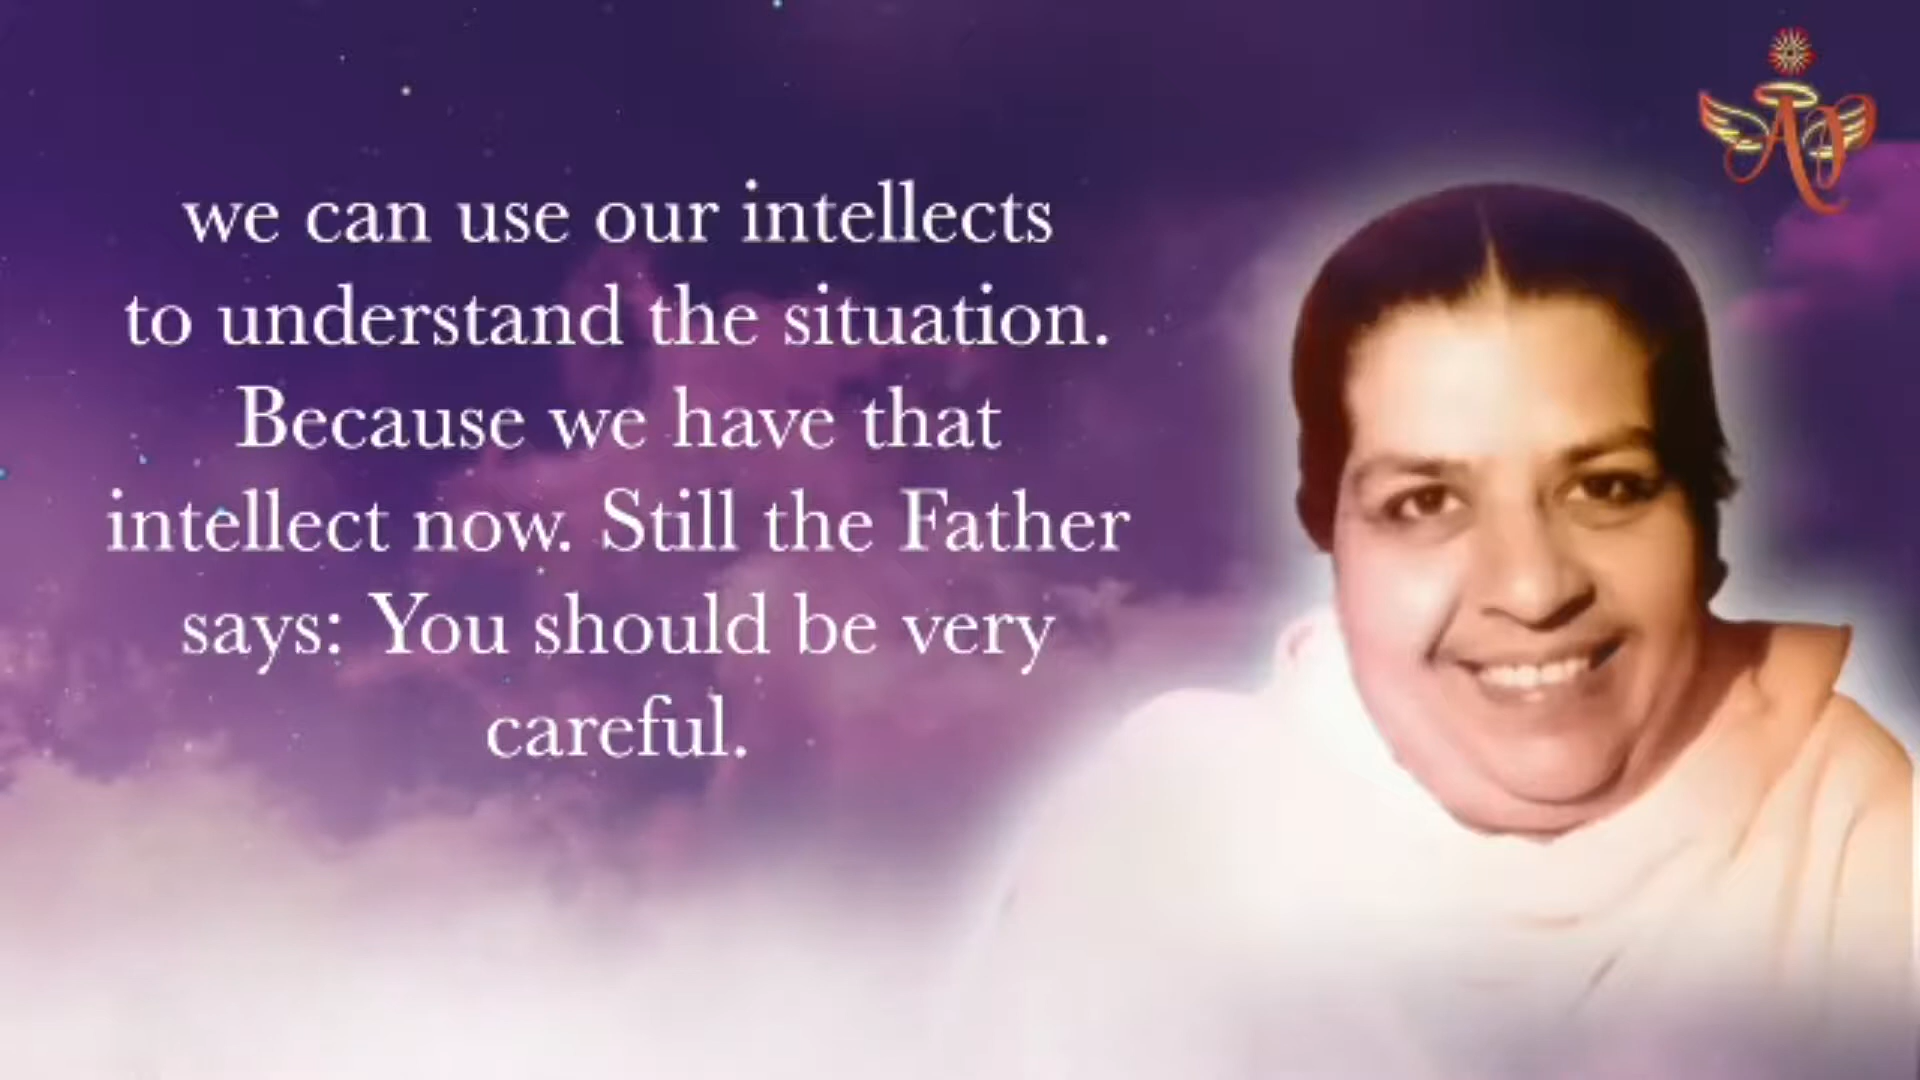 we can use our intellects
to understand the situation.
Because we have that
intellect now. Still the Father
says: You should be very
careful.